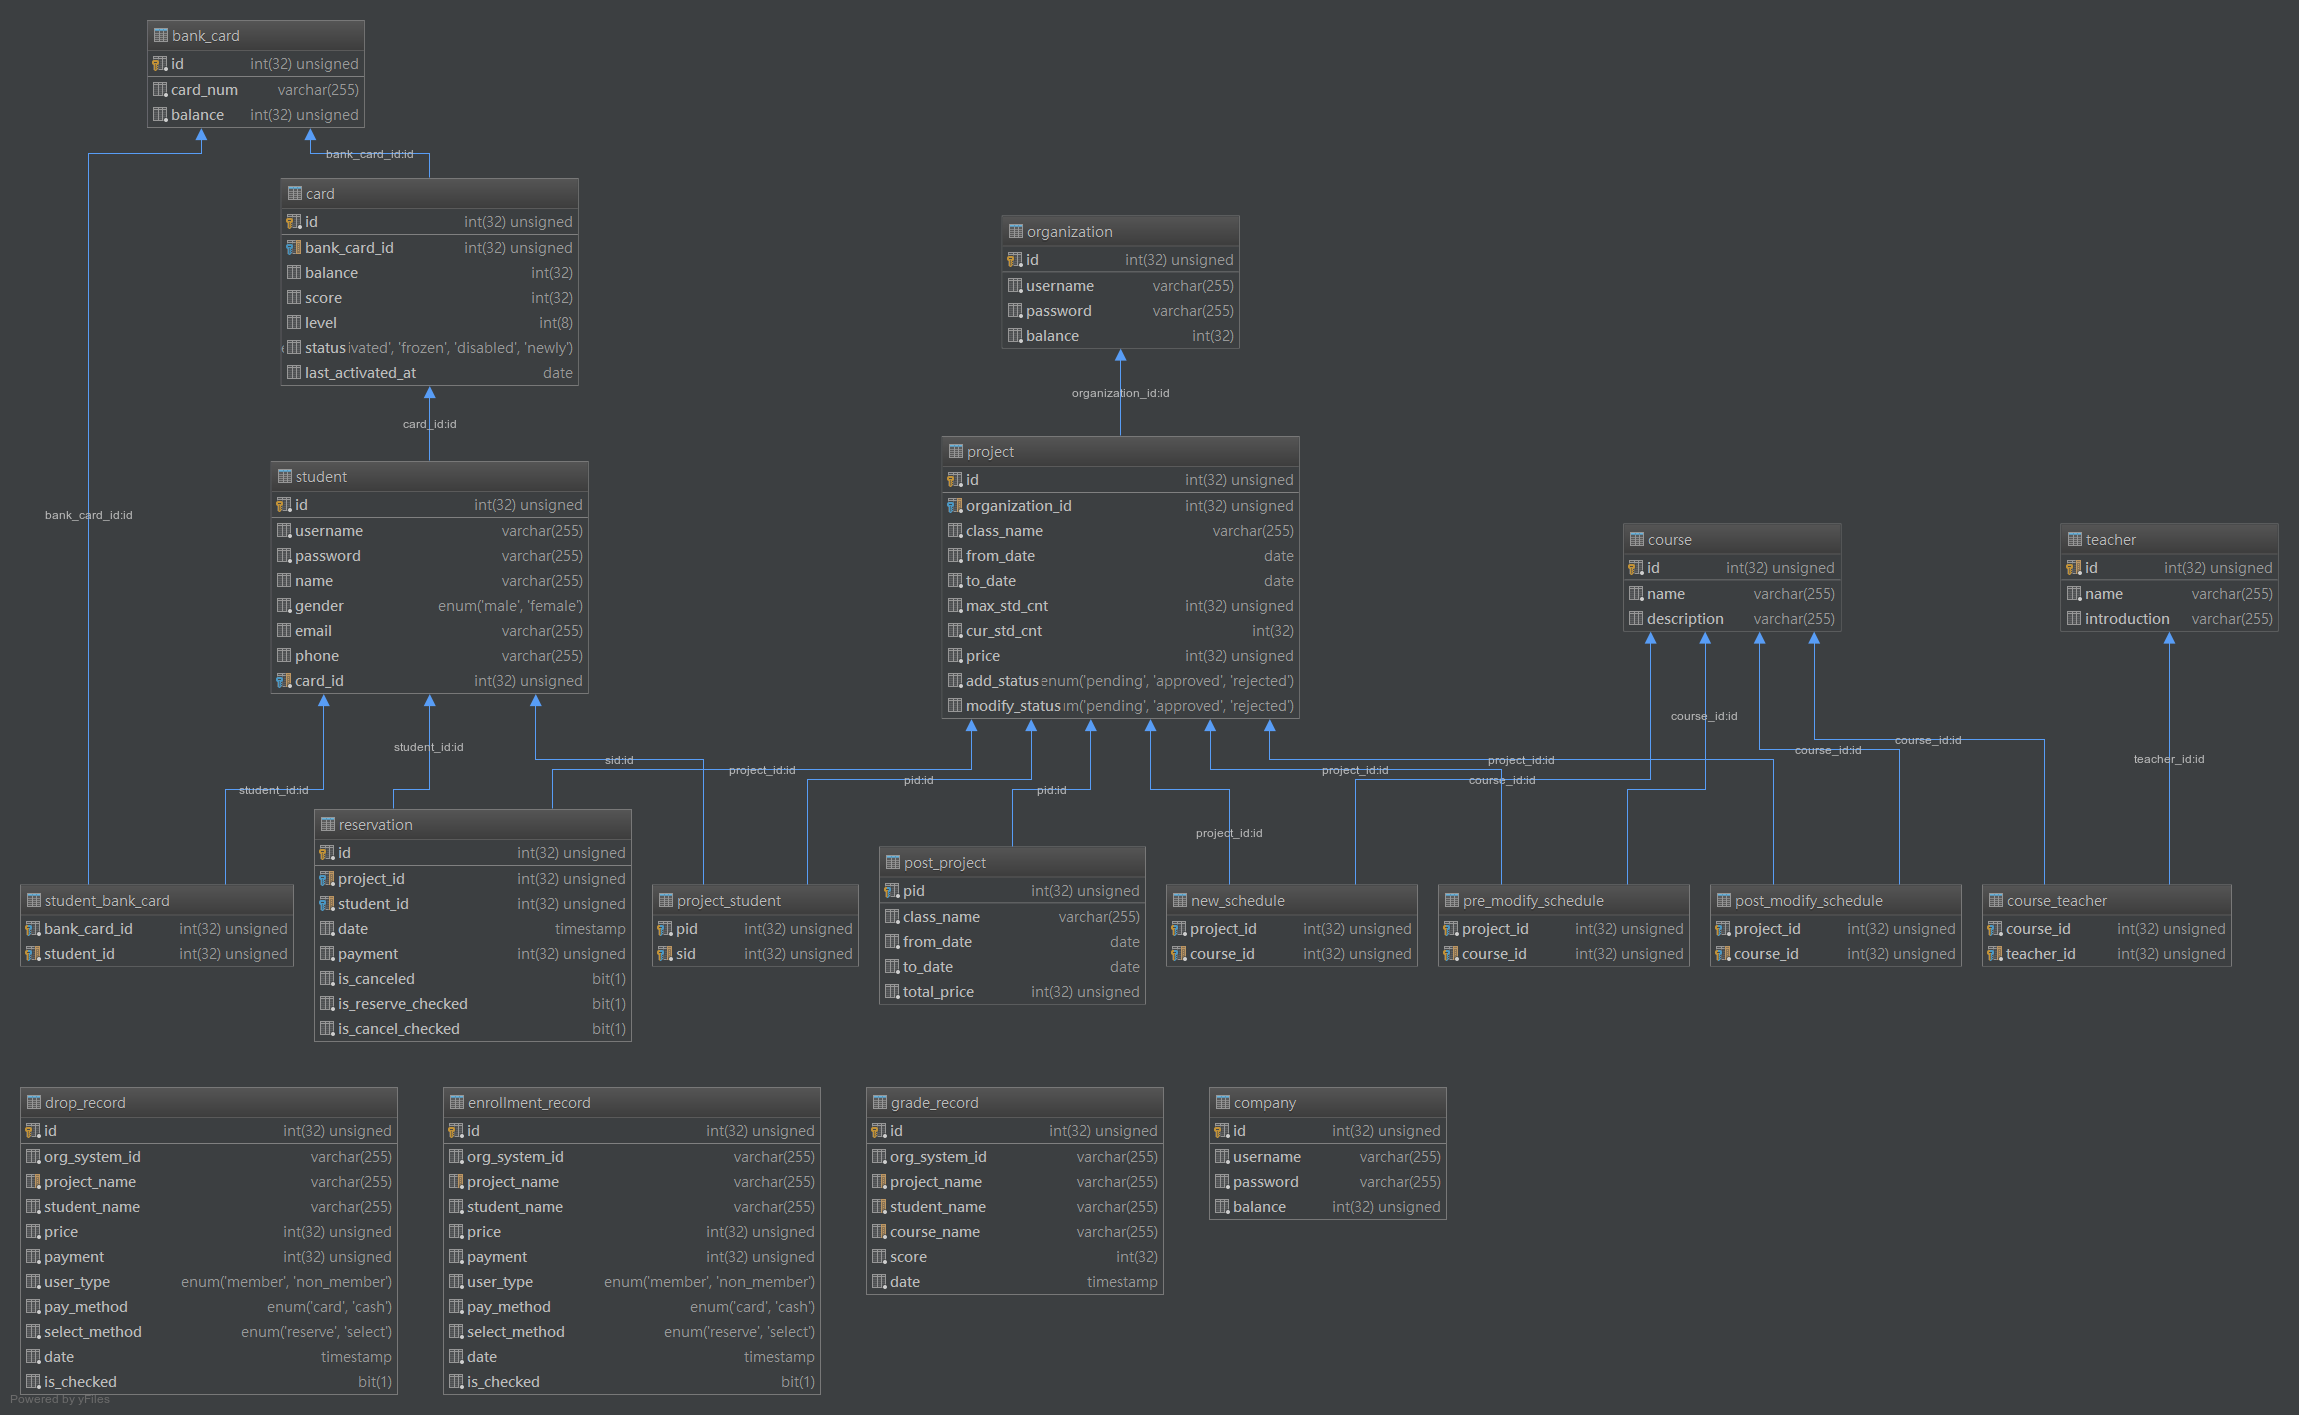 bank_card
id int(32) unsigned
card_num varchar(255)
balance int(32) unsigned
bank_card_id:id
card
id int(32) unsigned
bank_card_id int(32) unsigned
balance int(32)
score int(32)
level int(8)
status ivated', 'frozen', 'disabled', 'newly')
last_activated_at date
card_id:id
student
id int(32) unsigned
username varchar(255)
password varchar(255)
name varchar(255)
gender enum('male', 'female')
email varchar(255)
phone varchar(255)
card_id int(32) unsigned
bank_card_id:id
organization
id int(32) unsigned
username varchar(255)
password varchar(255)
balance int(32)
organization_id:id
project
id int(32) unsigned
organization_id int(32) unsigned
class_name varchar(255)
from_date date
to_date date
max_std_cnt int(32) unsigned
cur_std_cnt int(32)
price int(32) unsigned
add_status enum('pending', 'approved', 'rejected')
modify_status m('pending', 'approved', 'rejected')
course
id int(32) unsigned
name varchar(255)
description varchar(255)
teacher
id int(32) unsigned
name varchar(255)
introduction varchar(255)
student_id:id
student_id:id
sid:id
project_id:id
pid:id
pid:id
project_id:id
project_id:id
course_id:id
project_id:id
course_id:id
course_id:id
course_id:id
teacher_id:id
student_bank_card
bank_card_id int(32) unsigned
student_id int(32) unsigned
reservation
id int(32) unsigned
project_id int(32) unsigned
student_id int(32) unsigned
date timestamp
payment int(32) unsigned
is_canceled bit(1)
is_reserve_checked bit(1)
is_cancel_checked bit(1)
project_student
pid int(32) unsigned
sid int(32) unsigned
post_project
pid int(32) unsigned
class_name varchar(255)
from_date date
to_date date
total_price int(32) unsigned
new_schedule
project_id int(32) unsigned
course_id int(32) unsigned
pre_modify_schedule
project_id int(32) unsigned
course_id int(32) unsigned
post_modify_schedule
project_id int(32) unsigned
course_id int(32) unsigned
course_teacher
course_id int(32) unsigned
teacher_id int(32) unsigned
drop_record
id int(32) unsigned
org_system_id varchar(255)
project_name varchar(255)
student_name varchar(255)
price int(32) unsigned
payment int(32) unsigned
user_type enum('member', 'non_member')
pay_method enum('card', 'cash')
select_method enum('reserve', 'select')
date timestamp
is_checked bit(1)
enrollment_record
id int(32) unsigned
org_system_id varchar(255)
project_name varchar(255)
student_name varchar(255)
price int(32) unsigned
payment int(32) unsigned
user_type enum('member', 'non_member')
pay_method enum('card', 'cash')
select_method enum('reserve', 'select')
date timestamp
is_checked bit(1)
grade_record
id int(32) unsigned
org_system_id varchar(255)
project_name varchar(255)
student_name varchar(255)
course_name varchar(255)
score int(32)
date timestamp
company
id int(32) unsigned
username varchar(255)
password varchar(255)
balance int(32) unsigned
Powered by yFiles